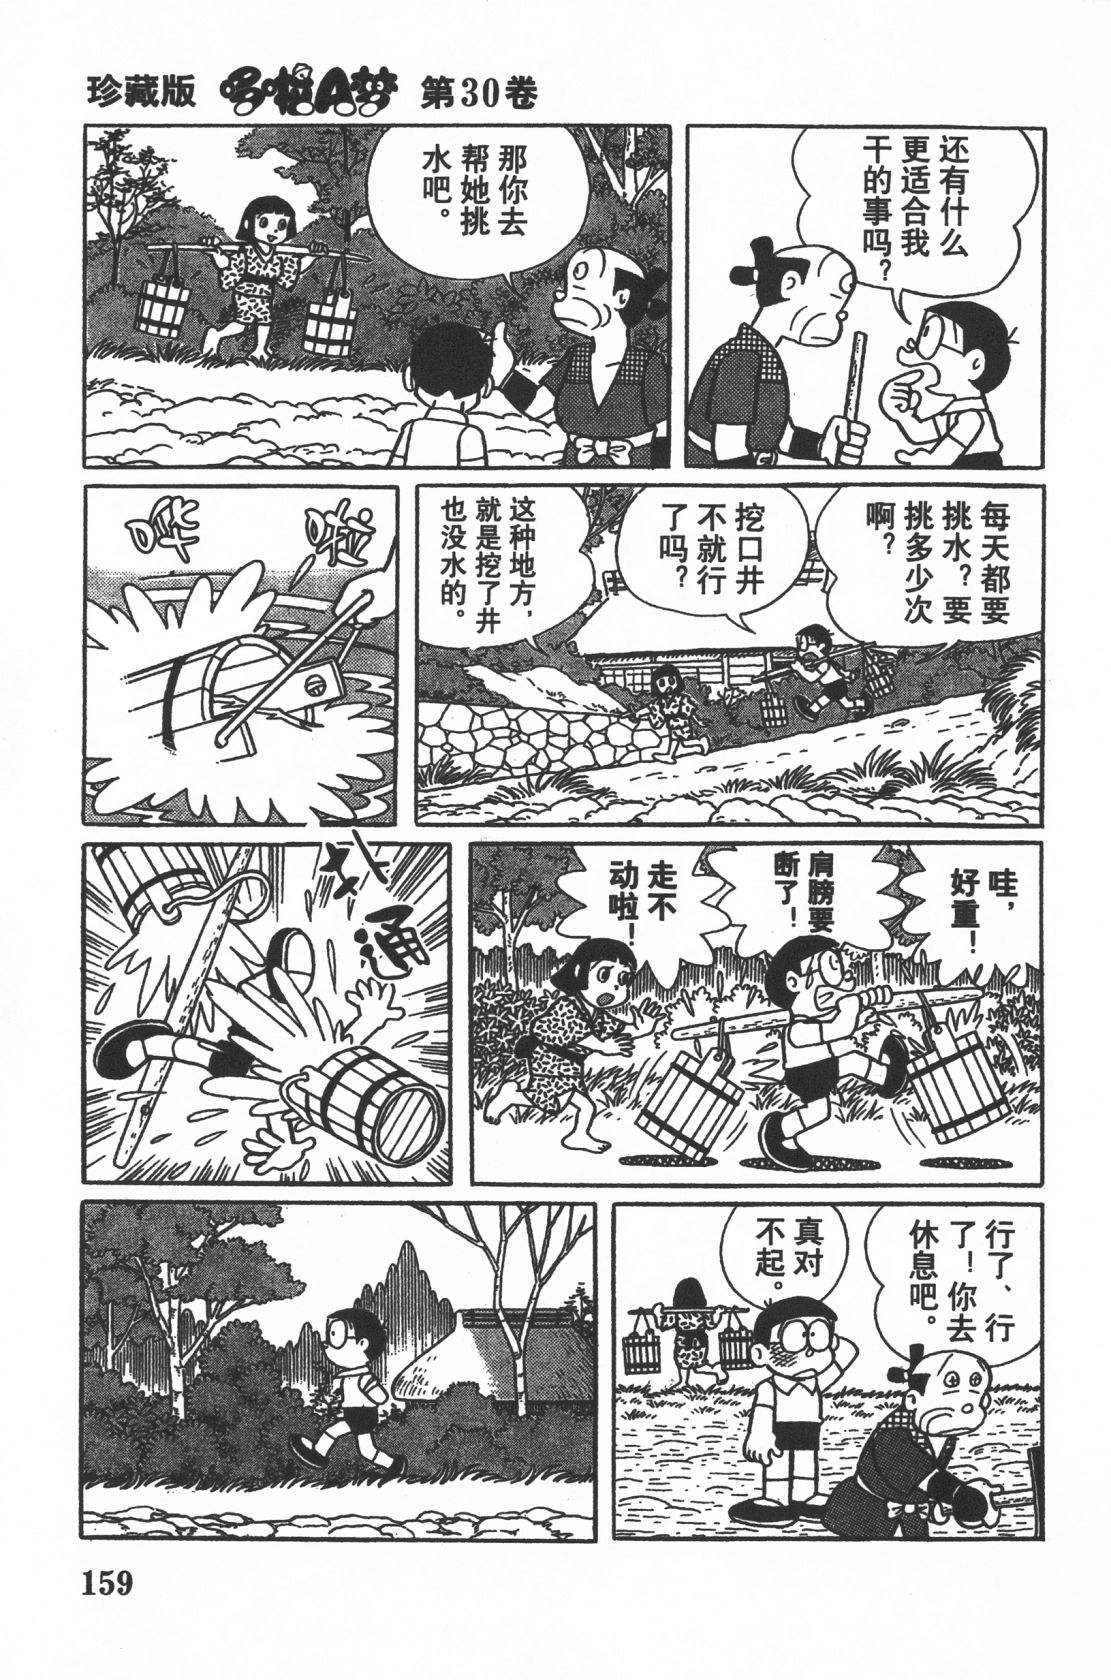 珍藏版 哆啦A梦 第30卷
还有什么
更适合我
干的事吗？
那你去
帮她挑
水吧。
每天都要
挑水？要
挑多少次
啊？
挖口井
不就行
了吗？
这种地方，
就是挖了井
也没水的。
哗啦
哇，
好重！
肩膀要
断了！
走不
动啦！
扑通
行了、行
了！你去
休息吧。
真对
不起。
159